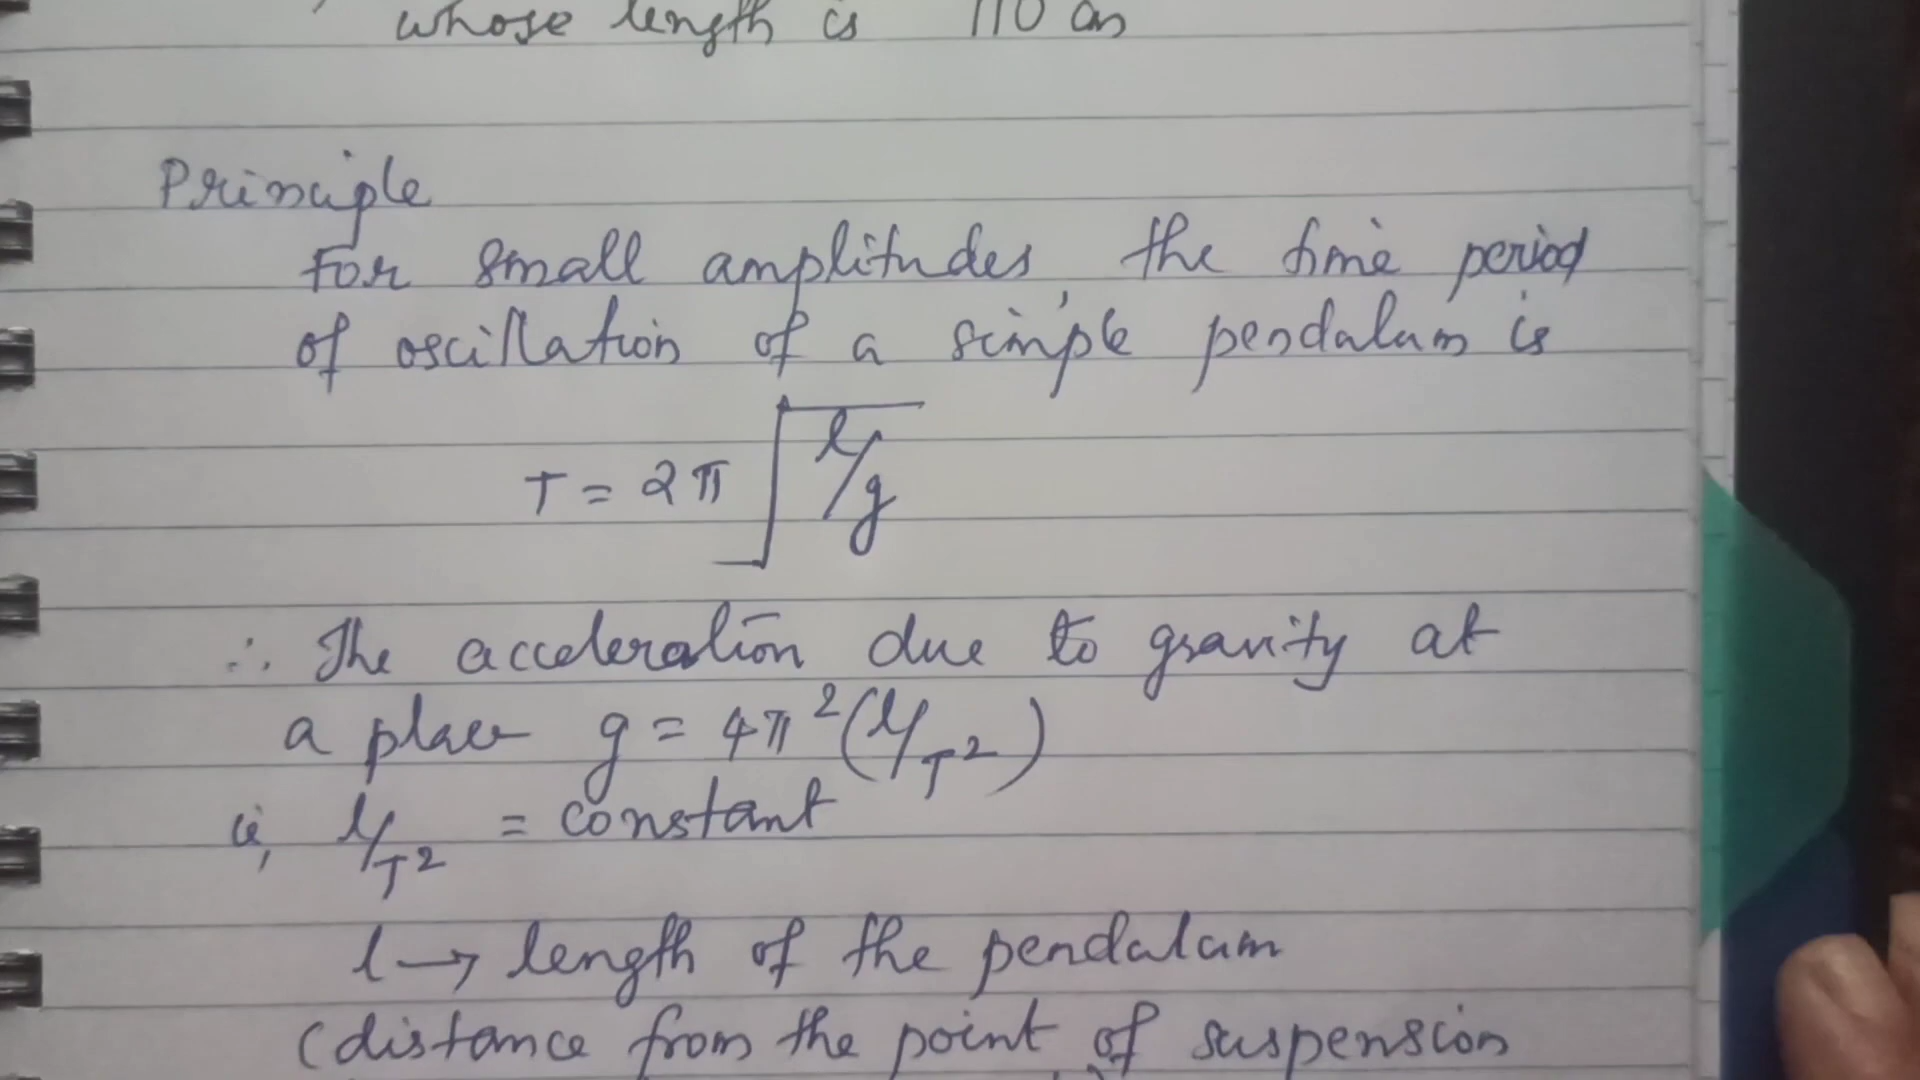 whose length is 110 cm
Principle
For small amplitudes, the time period
of oscillation of a simple pendalum is
T = 2π √l/g
∴ The acceleration due to gravity at
a place g = 4π²(l/T²)
ie, l/T² = constant
l → length of the pendalum
(distance from the point of suspension